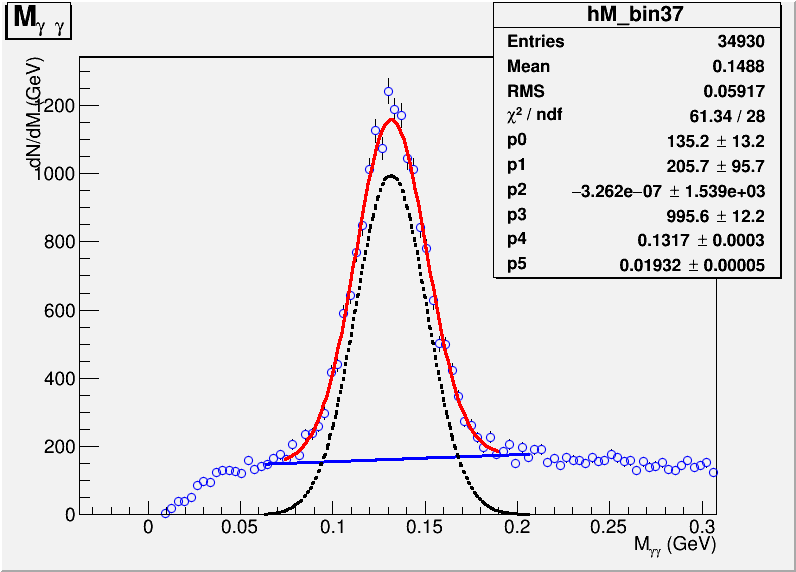 Mγ γ
hM_bin37
Entries 34930
Mean 0.1488
RMS 0.05917
χ² / ndf 61.34 / 28
p0 135.2 ± 13.2
p1 205.7 ± 95.7
p2 −3.262e−07 ± 1.539e+03
p3 995.6 ± 12.2
p4 0.1317 ± 0.0003
p5 0.01932 ± 0.00005
dN/dM (GeV)
1200
1000
800
600
400
200
0
0 0.05 0.1 0.15 0.2 0.25 0.3
Mγγ (GeV)